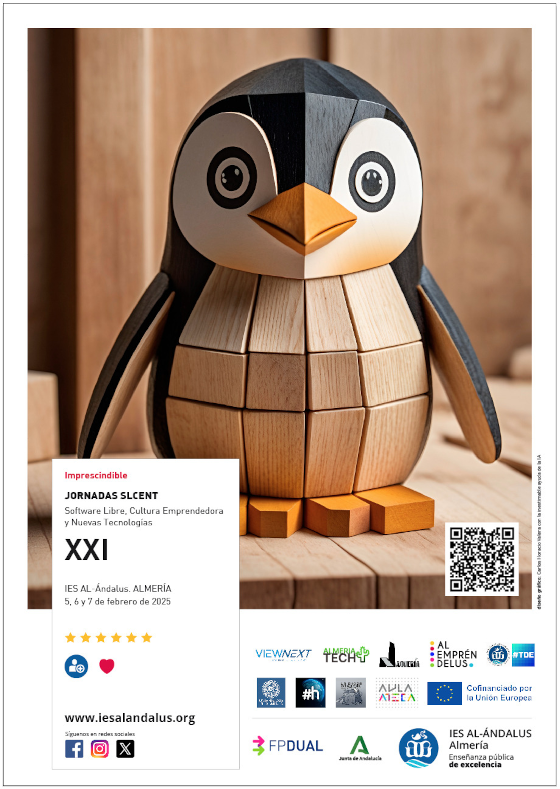 Imprescindible
JORNADAS SLCENT
Software Libre, Cultura Emprendedora
y Nuevas Tecnologías
XXI
IES AL-Ándalus. ALMERÍA
5, 6 y 7 de febrero de 2025
www.iesalandalus.org
Síguenos en redes sociales
diseño gráfico: Carlos Horacio Valera con la inestimable ayuda de la IA
VIEWNEXT
ALMERIA
TECH
AL
EMPRÉN
DELUS.
#TDE
#h
AULA
ATECA
Cofinanciado por
la Unión Europea
FPDUAL
Junta de Andalucía
IES AL-ÁNDALUS
Almería
Enseñanza pública
de excelencia